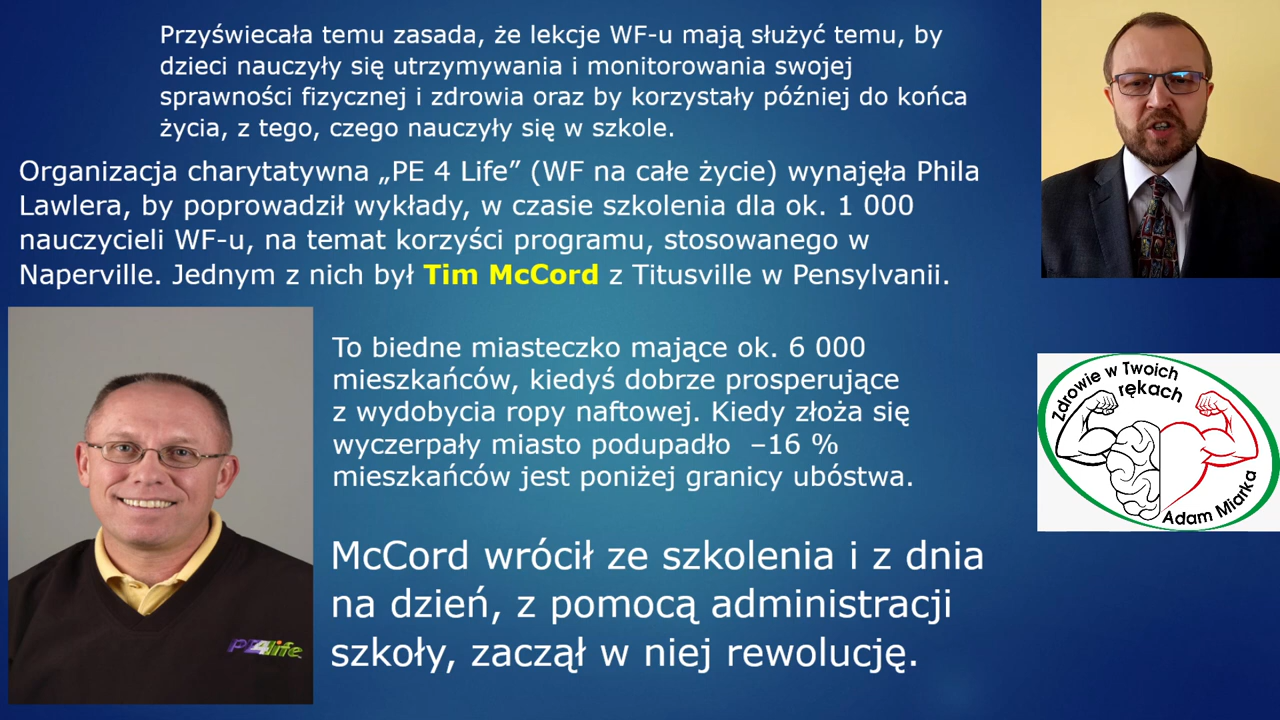 Przyświecała temu zasada, że lekcje WF-u mają służyć temu, by
dzieci nauczyły się utrzymywania i monitorowania swojej
sprawności fizycznej i zdrowia oraz by korzystały później do końca
życia, z tego, czego nauczyły się w szkole.
Organizacja charytatywna „PE 4 Life” (WF na całe życie) wynajęła Phila
Lawlera, by poprowadził wykłady, w czasie szkolenia dla ok. 1 000
nauczycieli WF-u, na temat korzyści programu, stosowanego w
Naperville. Jednym z nich był Tim McCord z Titusville w Pensylvanii.
To biedne miasteczko mające ok. 6 000
mieszkańców, kiedyś dobrze prosperujące
z wydobycia ropy naftowej. Kiedy złoża się
wyczerpały miasto podupadło –16 %
mieszkańców jest poniżej granicy ubóstwa.
McCord wrócił ze szkolenia i z dnia
na dzień, z pomocą administracji
szkoły, zaczął w niej rewolucję.
PE4life
Zdrowie w Twoich
rękach
Adam Miarka